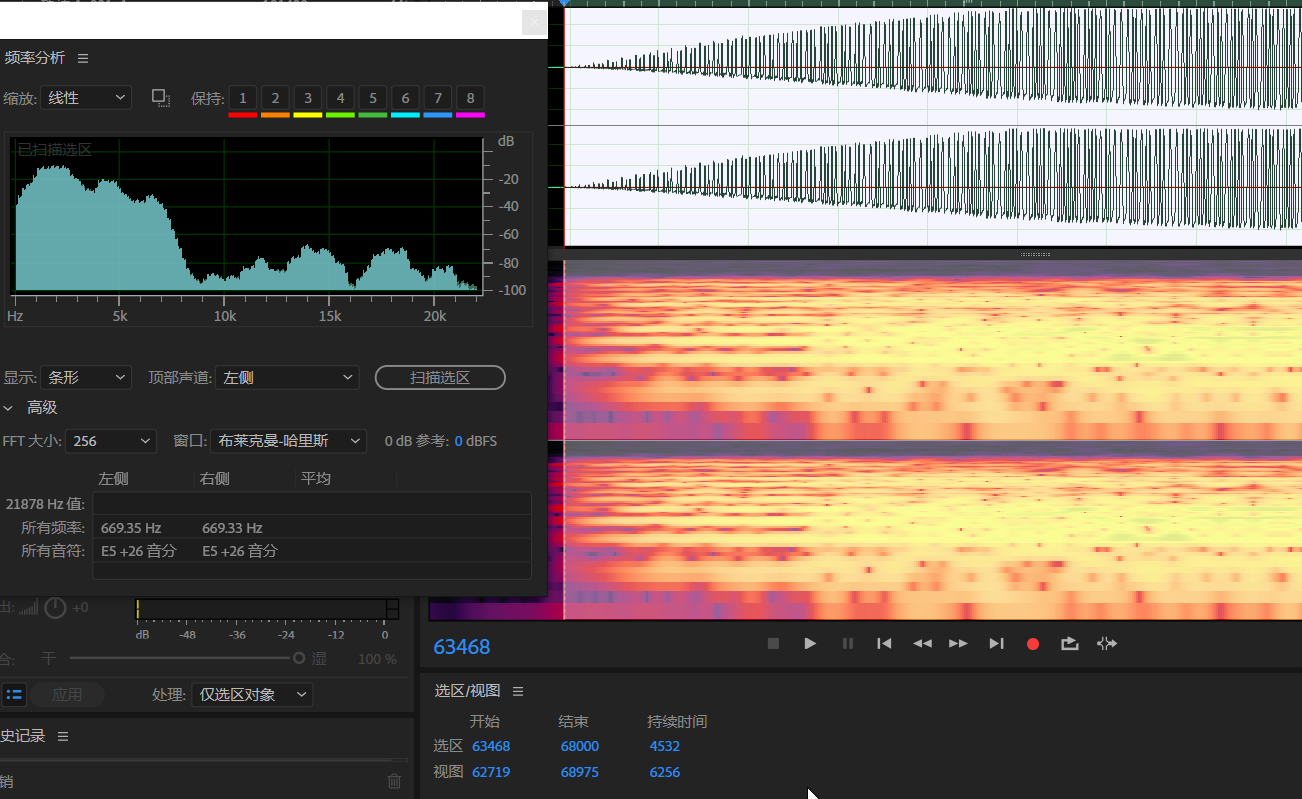 频率分析
缩放: 线性 保持: 1 2 3 4 5 6 7 8
已扫描选区
dB
-20
-40
-60
-80
-100
Hz 5k 10k 15k 20k
显示: 条形 顶部声道: 左侧 扫描选区
高级
FFT 大小: 256 窗口: 布莱克曼-哈里斯 0 dB 参考: 0 dBFS
左侧 右侧 平均
21878 Hz 值:
所有频率: 669.35 Hz 669.33 Hz
所有音符: E5 +26 音分 E5 +26 音分
出: +0
dB -48 -36 -24 -12 0
合: 干 湿 100 %
应用 处理: 仅选区对象
史记录
销
63468
选区/视图
开始 结束 持续时间
选区 63468 68000 4532
视图 62719 68975 6256